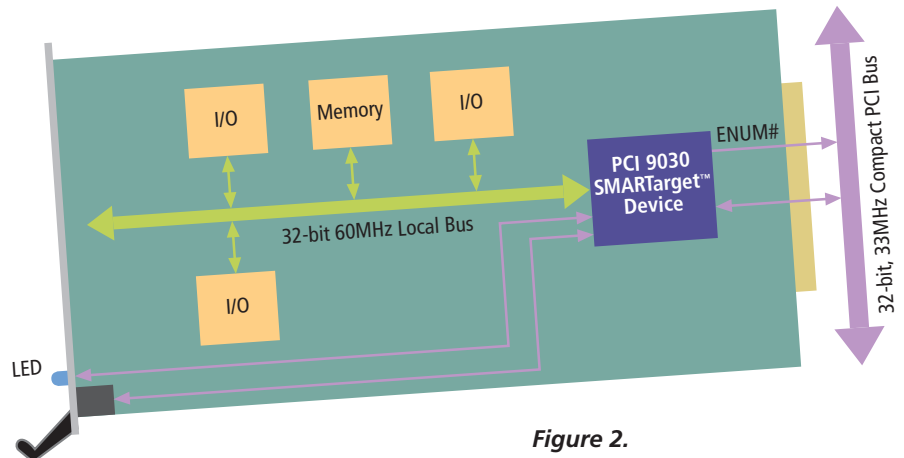 I/O
Memory
I/O
ENUM#
PCI 9030
SMARTarget™
Device
32-bit 60MHz Local Bus
I/O
LED
32-bit, 33MHz Compact PCI Bus
Figure 2.